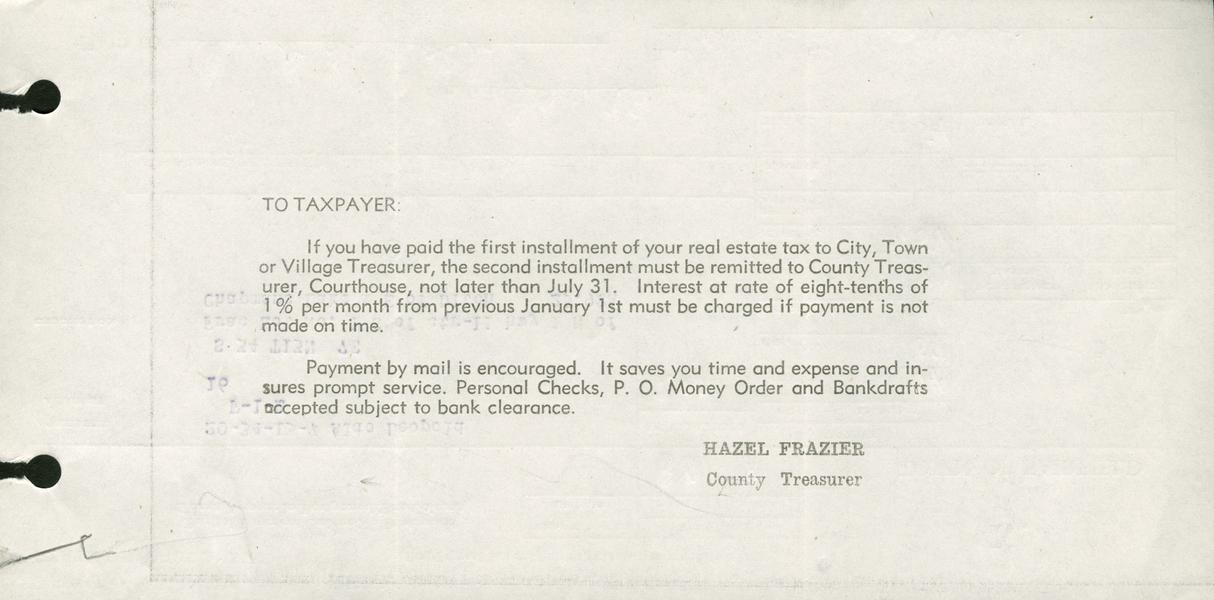 TO TAXPAYER:
If you have paid the first installment of your real estate tax to City, Town
or Village Treasurer, the second installment must be remitted to County Treas-
urer, Courthouse, not later than July 31. Interest at rate of eight-tenths of
1% per month from previous January 1st must be charged if payment is not
made on time.
Payment by mail is encouraged. It saves you time and expense and in-
sures prompt service. Personal Checks, P. O. Money Order and Bankdrafts
accepted subject to bank clearance.
HAZEL FRAZIER
County Treasurer